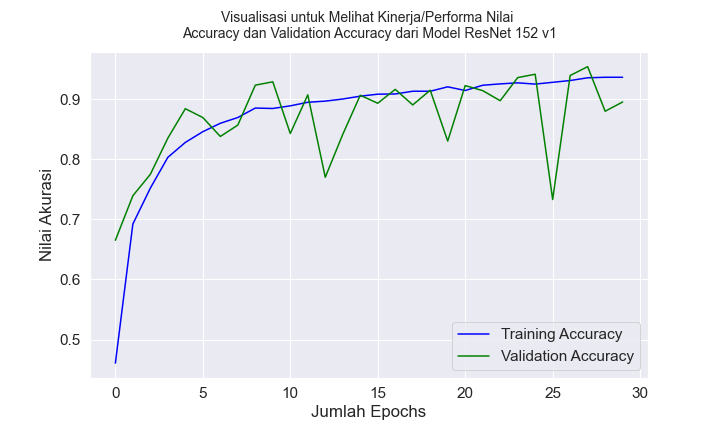 Visualisasi untuk Melihat Kinerja/Performa Nilai
Accuracy dan Validation Accuracy dari Model ResNet 152 v1
Nilai Akurasi
0.9
0.8
0.7
0.6
0.5
Training Accuracy
Validation Accuracy
0 5 10 15 20 25 30
Jumlah Epochs